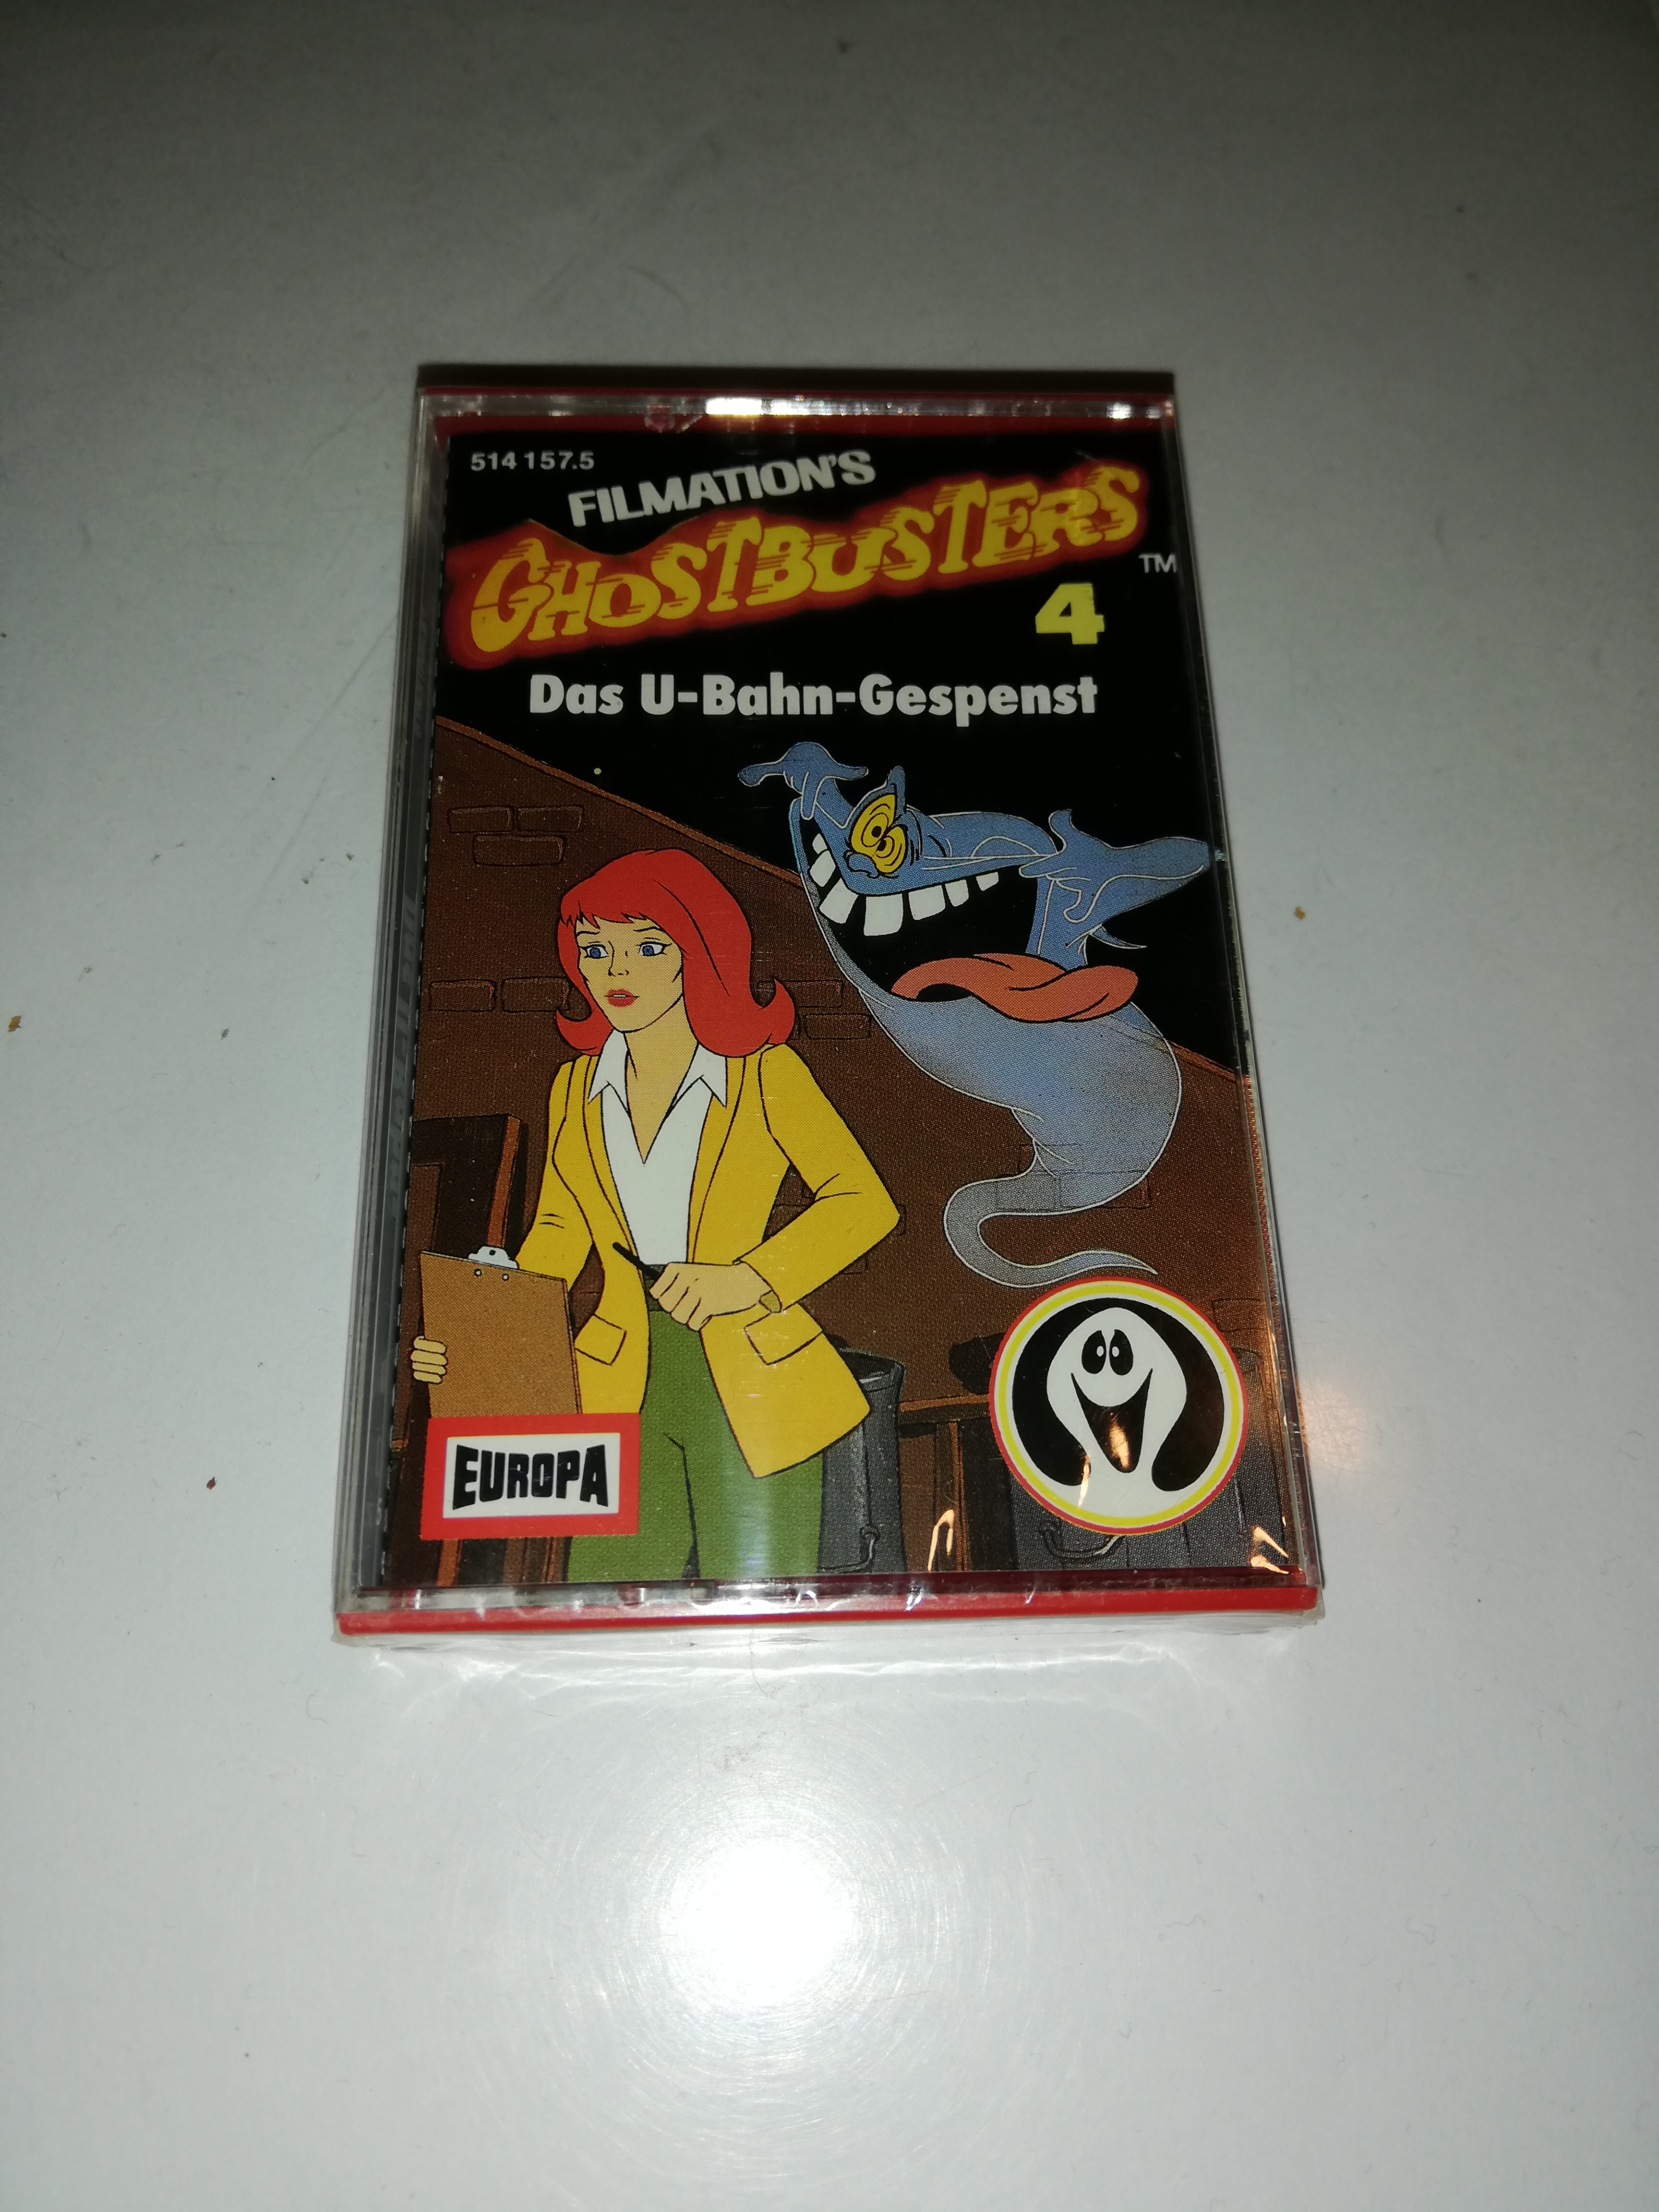 514 157.5
FILMATION'S
GHOSTBUSTERS
TM
4
Das U-Bahn-Gespenst
EUROPA